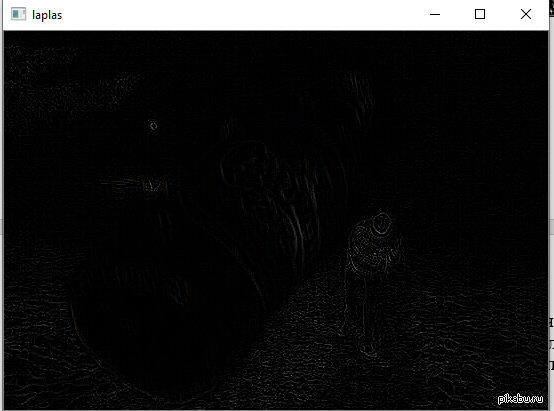 laplas
н
л
pikabu.ru